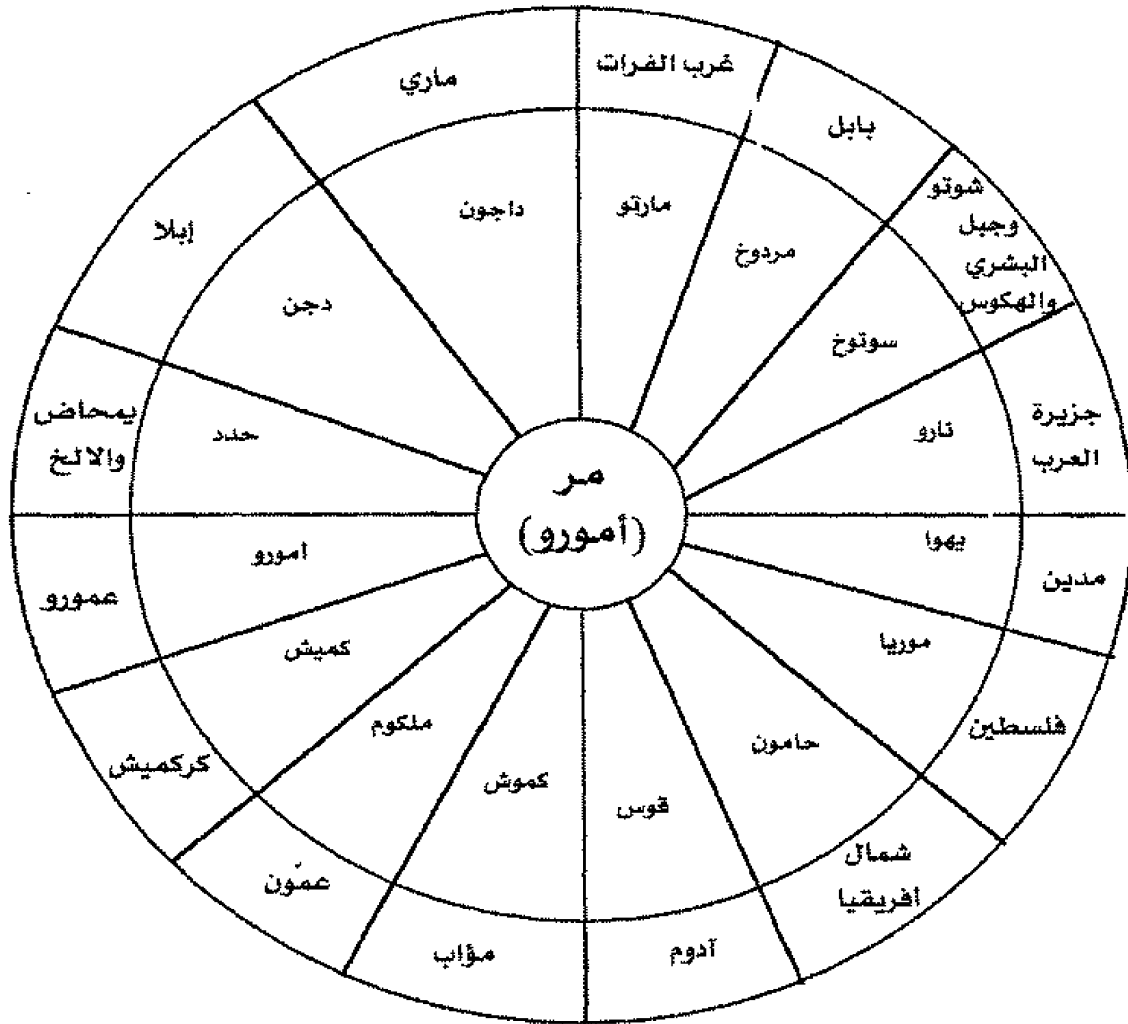 غرب الفرات
مارتو
بابل
مردوخ
شوتو
وجبل
البشري
والهكوس
سوتوخ
جزيرة
العرب
تارو
مدين
يهوا
فلسطين
موريا
شمال
افريقيا
حامون
آدوم
قوس
مؤاب
كموش
عمّون
ملكوم
كركميش
كميش
عمورو
امورو
يمحاض
والالخ
حدد
إبلا
دجن
ماري
داجون
مر
(أمورو)